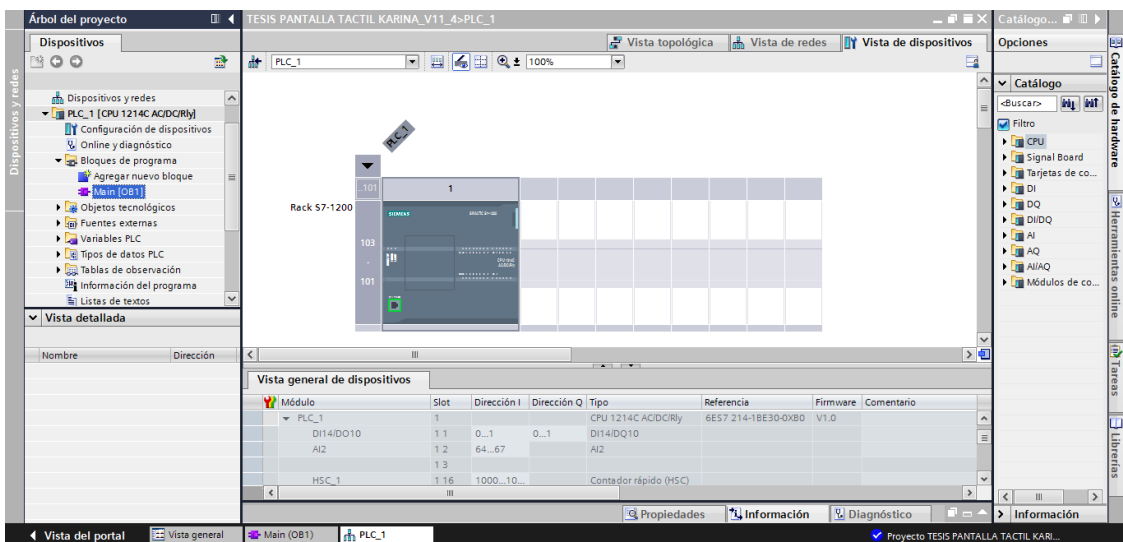 Árbol del proyecto
TESIS PANTALLA TACTIL KARINA_V11_4>PLC_1
Catálogo...
Dispositivos
Vista topológica
Vista de redes
Vista de dispositivos
Opciones
PLC_1
100%
Dispositivos y redes
Dispositivos y redes
PLC_1 [CPU 1214C AC/DC/Rly]
Configuración de dispositivos
Online y diagnóstico
Bloques de programa
Agregar nuevo bloque
Main [OB1]
Objetos tecnológicos
Fuentes externas
Variables PLC
Tipos de datos PLC
Tablas de observación
Información del programa
Listas de textos
Vista detallada
Nombre
Dirección
PLC_1
...101
1
Rack S7-1200
SIEMENS
103
-
101
Catálogo
<Buscar>
Filtro
CPU
Signal Board
Tarjetas de co...
DI
DQ
DI/DQ
AI
AQ
AI/AQ
Módulos de co...
Catálogo de hardware
Herramientas online
Tareas
Librerías
Vista general de dispositivos
Módulo Slot Dirección I Dirección Q Tipo Referencia Firmware Comentario
PLC_1 1 CPU 1214C AC/DC/Rly 6ES7 214-1BE30-0XB0 V1.0
DI14/DO10 1 1 0...1 0...1 DI14/DQ10
AI2 1 2 64...67 AI2
1 3
HSC_1 1 16 1000...10... Contador rápido (HSC)
Propiedades
Información
Diagnóstico
Información
Vista del portal
Vista general
Main (OB1)
PLC_1
Proyecto TESIS PANTALLA TACTIL KARI...